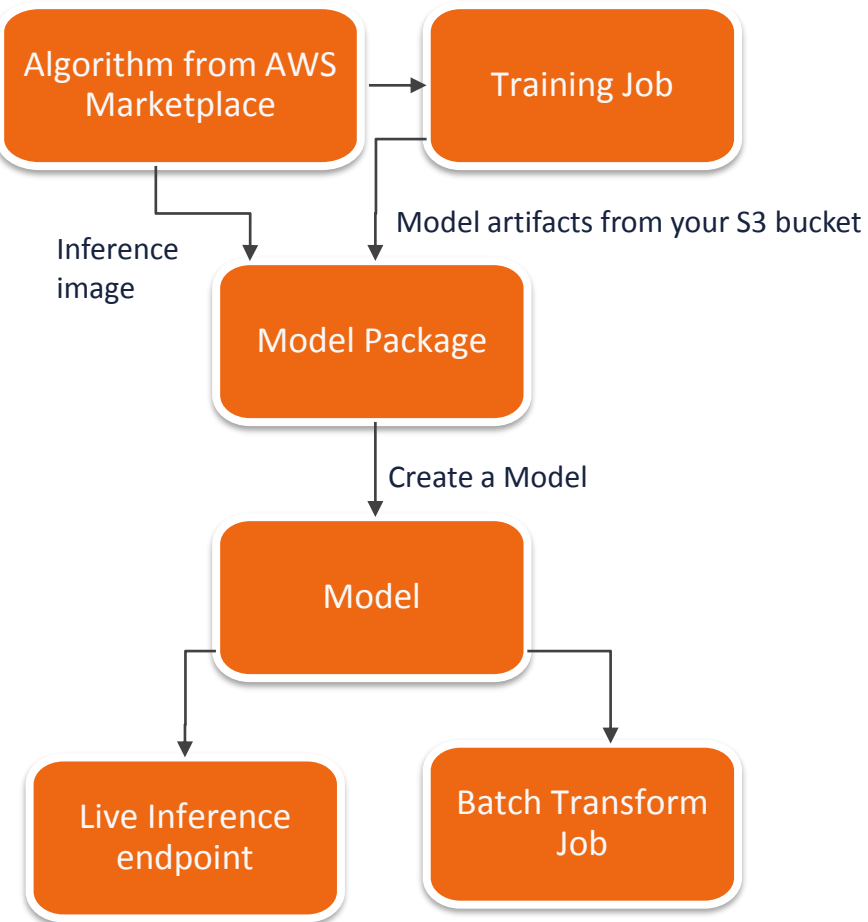 Algorithm from AWS
Marketplace
Training Job
Inference
image
Model artifacts from your S3 bucket
Model Package
Create a Model
Model
Live Inference
endpoint
Batch Transform
Job